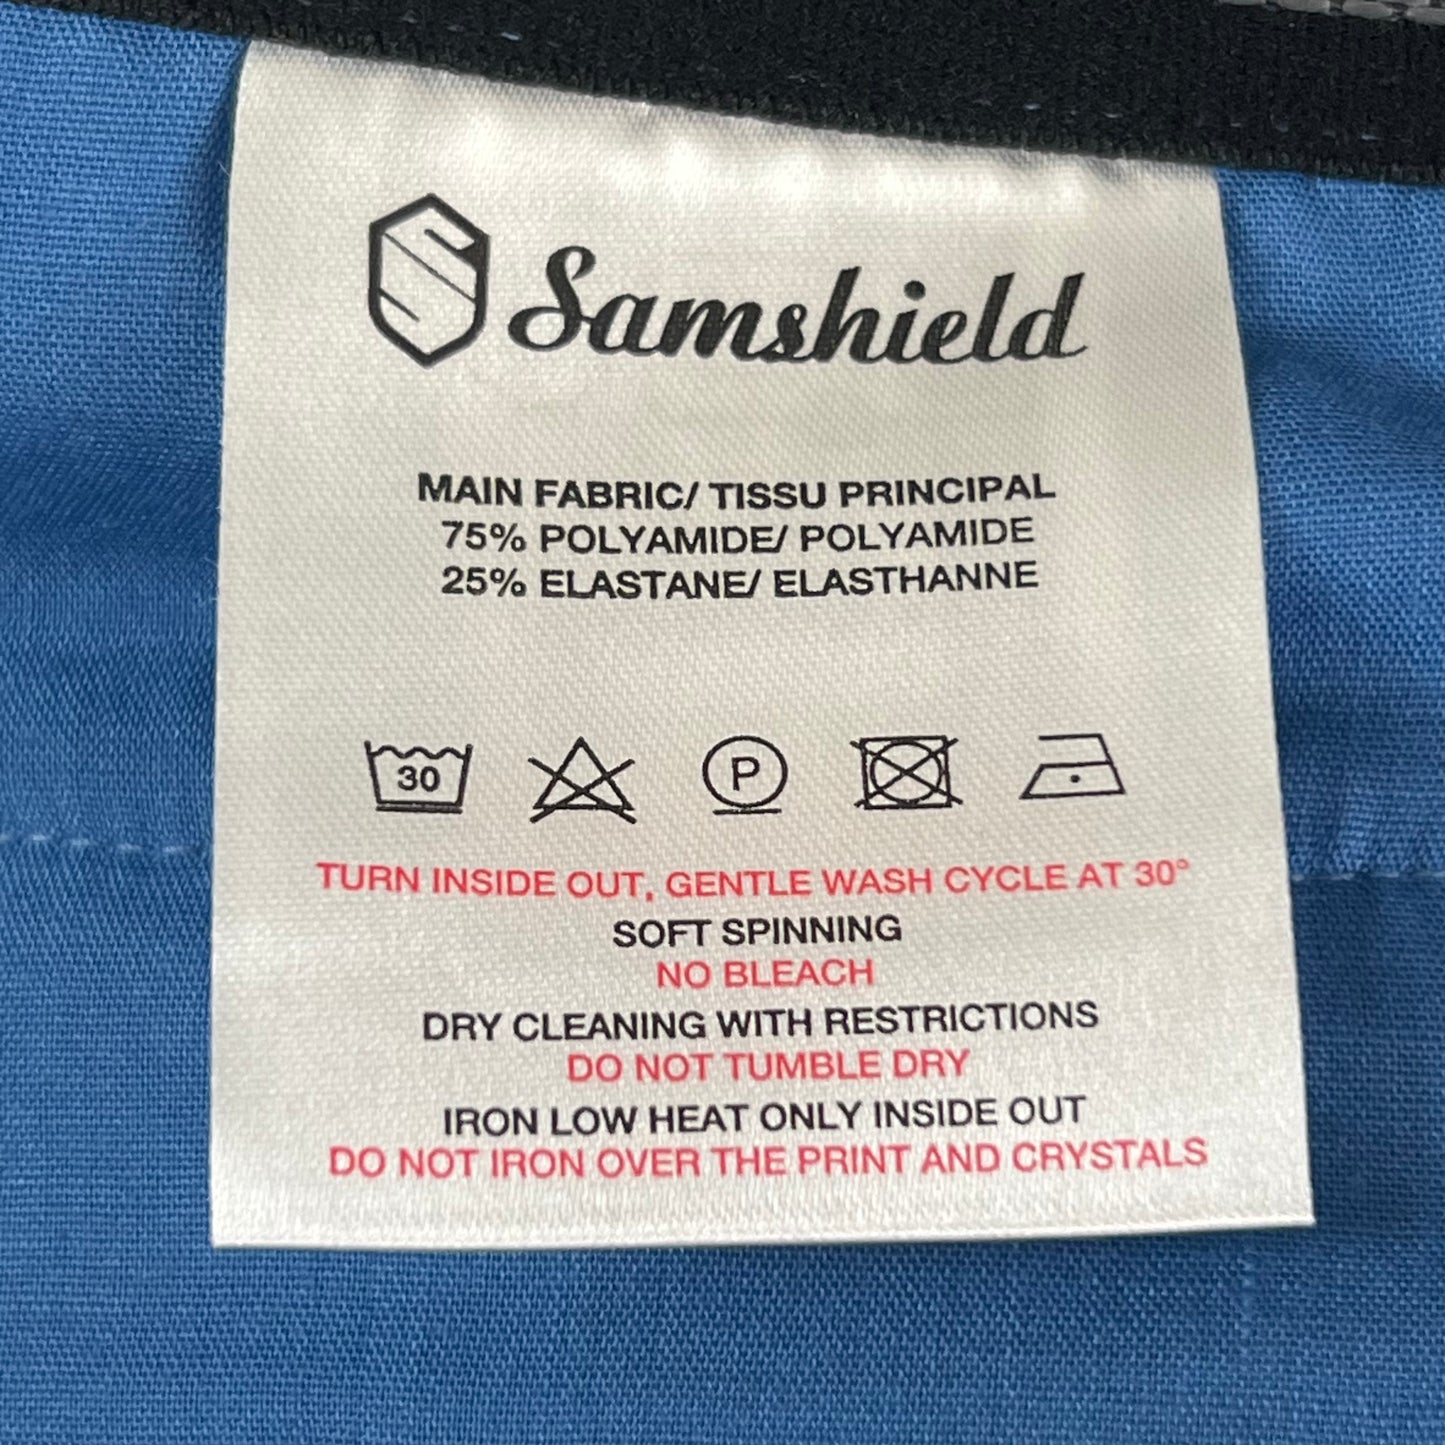 Samshield
MAIN FABRIC/ TISSU PRINCIPAL
75% POLYAMIDE/ POLYAMIDE
25% ELASTANE/ ELASTHANNE
30 P
TURN INSIDE OUT, GENTLE WASH CYCLE AT 30°
SOFT SPINNING
NO BLEACH
DRY CLEANING WITH RESTRICTIONS
DO NOT TUMBLE DRY
IRON LOW HEAT ONLY INSIDE OUT
DO NOT IRON OVER THE PRINT AND CRYSTALS